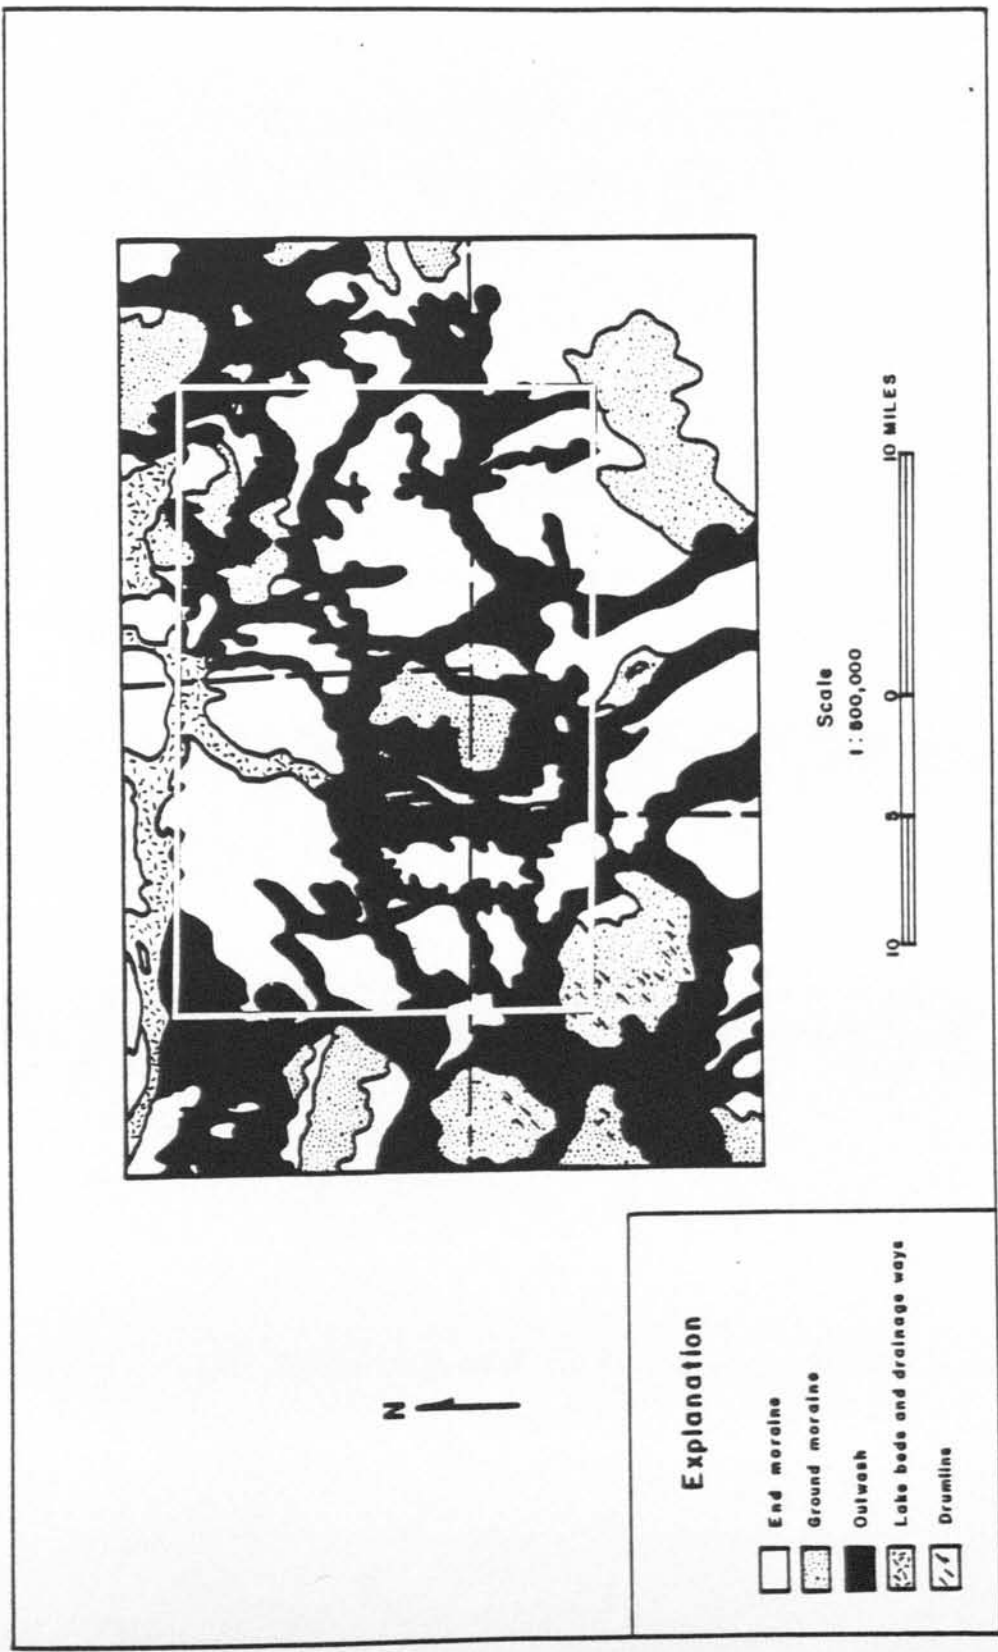 N
Explanation
End moraine
Ground moraine
Outwash
Lake beds and drainage ways
Drumlins
Scale
1:500,000
10 5 0 10 MILES